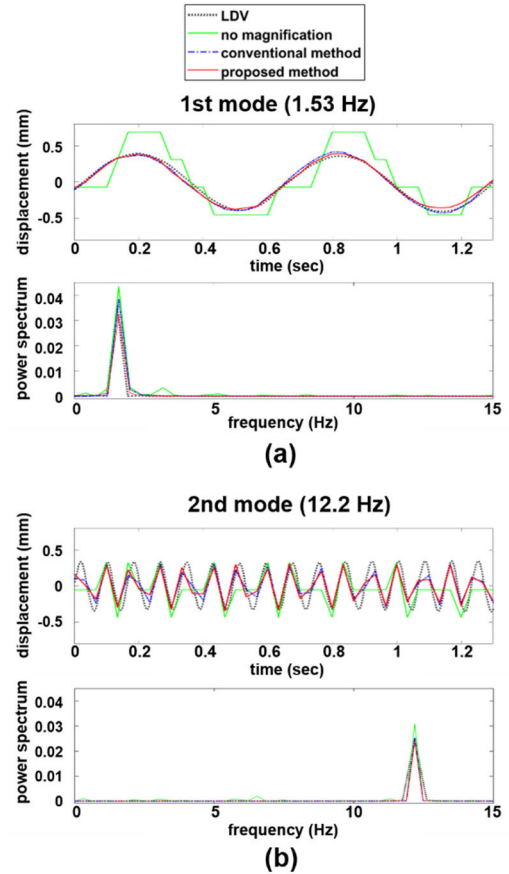 LDV
no magnification
conventional method
proposed method
1st mode (1.53 Hz)
displacement (mm)
0.5
0
-0.5
0 0.2 0.4 0.6 0.8 1 1.2
time (sec)
power spectrum
0.04
0.03
0.02
0.01
0
0 5 10 15
frequency (Hz)
(a)
2nd mode (12.2 Hz)
displacement (mm)
0.5
0
-0.5
0 0.2 0.4 0.6 0.8 1 1.2
time (sec)
power spectrum
0.04
0.03
0.02
0.01
0
0 5 10 15
frequency (Hz)
(b)